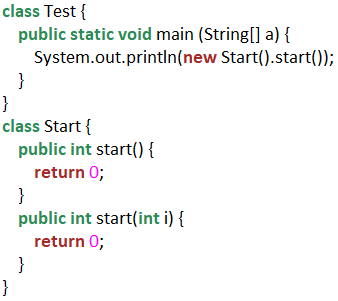 class Test {
public static void main (String[] a) {
System.out.println(new Start().start());
}
}
class Start {
public int start() {
return 0;
}
public int start(int i) {
return 0;
}
}